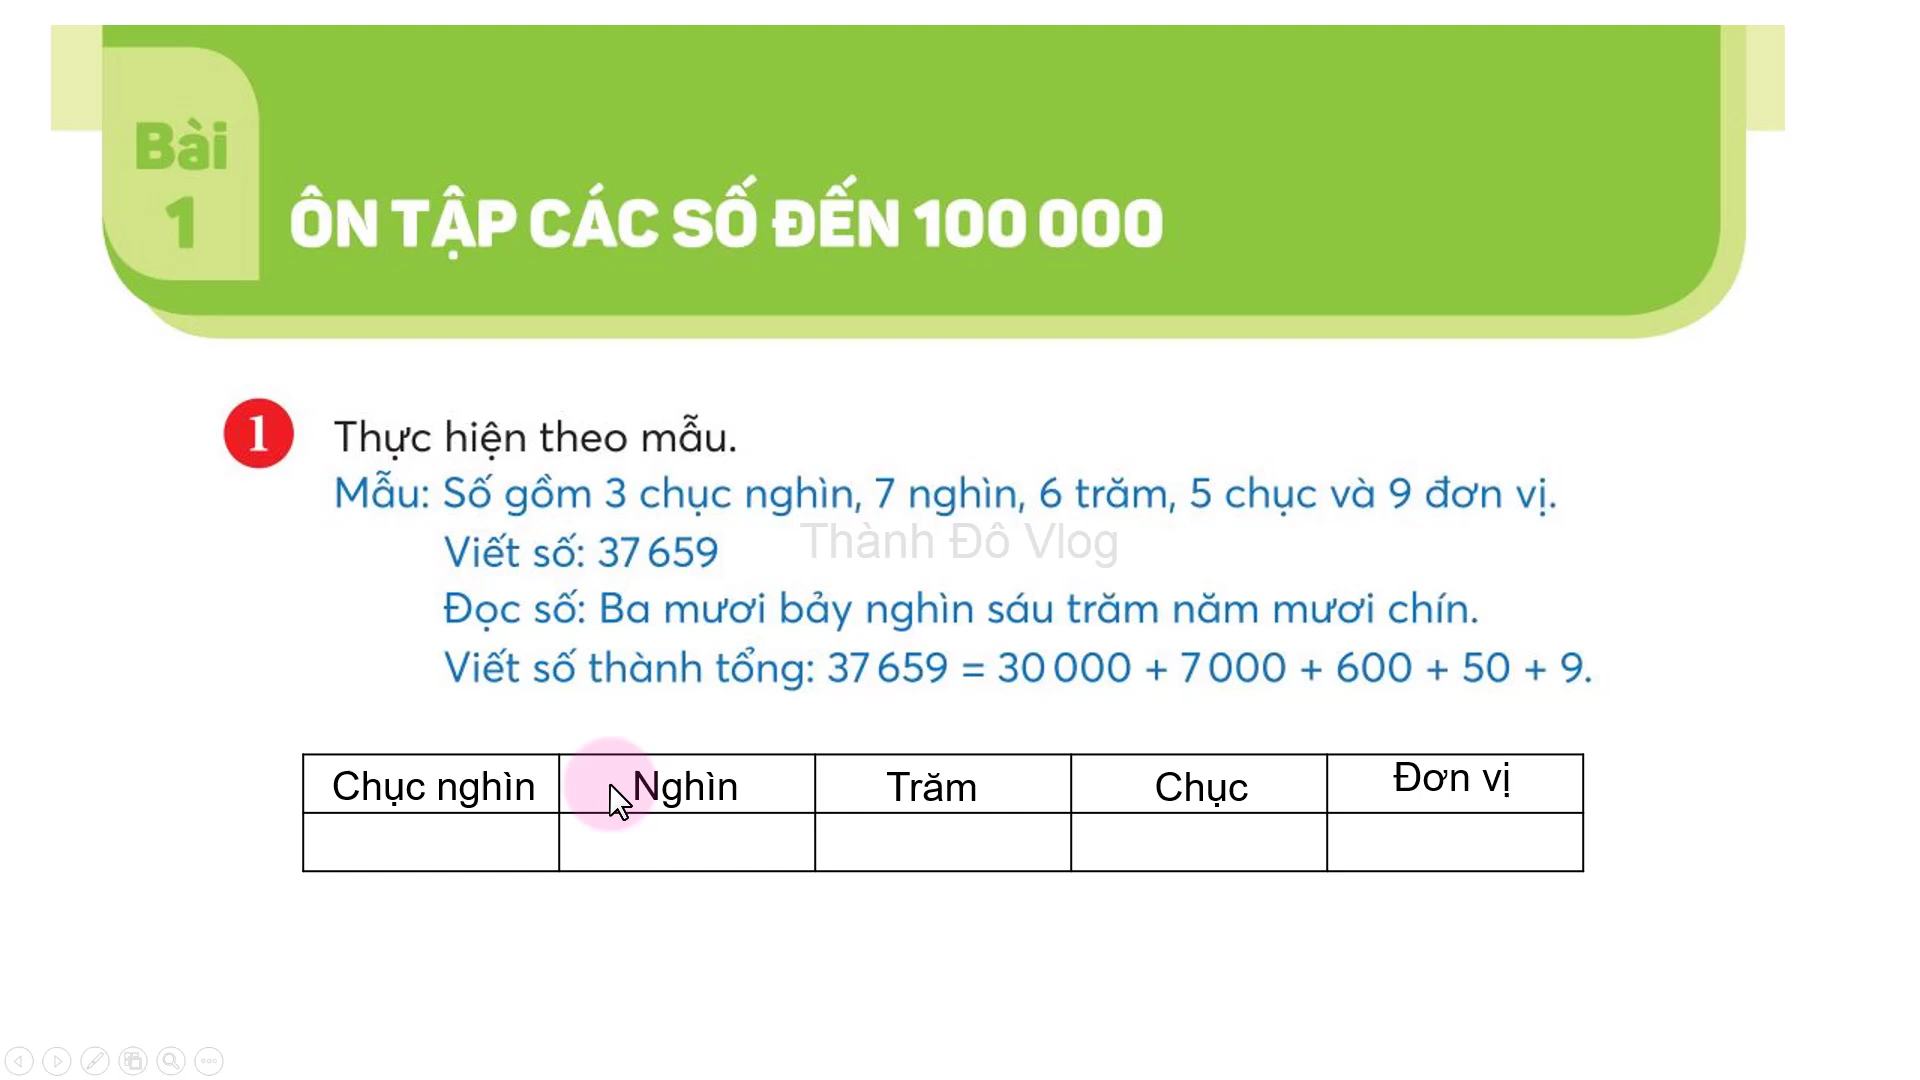 Bài
1
ÔN TẬP CÁC SỐ ĐẾN 100 000
1 Thực hiện theo mẫu.
Mẫu: Số gồm 3 chục nghìn, 7 nghìn, 6 trăm, 5 chục và 9 đơn vị.
Thành Đô Vlog
Viết số: 37 659
Đọc số: Ba mươi bảy nghìn sáu trăm năm mươi chín.
Viết số thành tổng: 37 659 = 30 000 + 7 000 + 600 + 50 + 9.
Chục nghìn Nghìn Trăm Chục Đơn vị